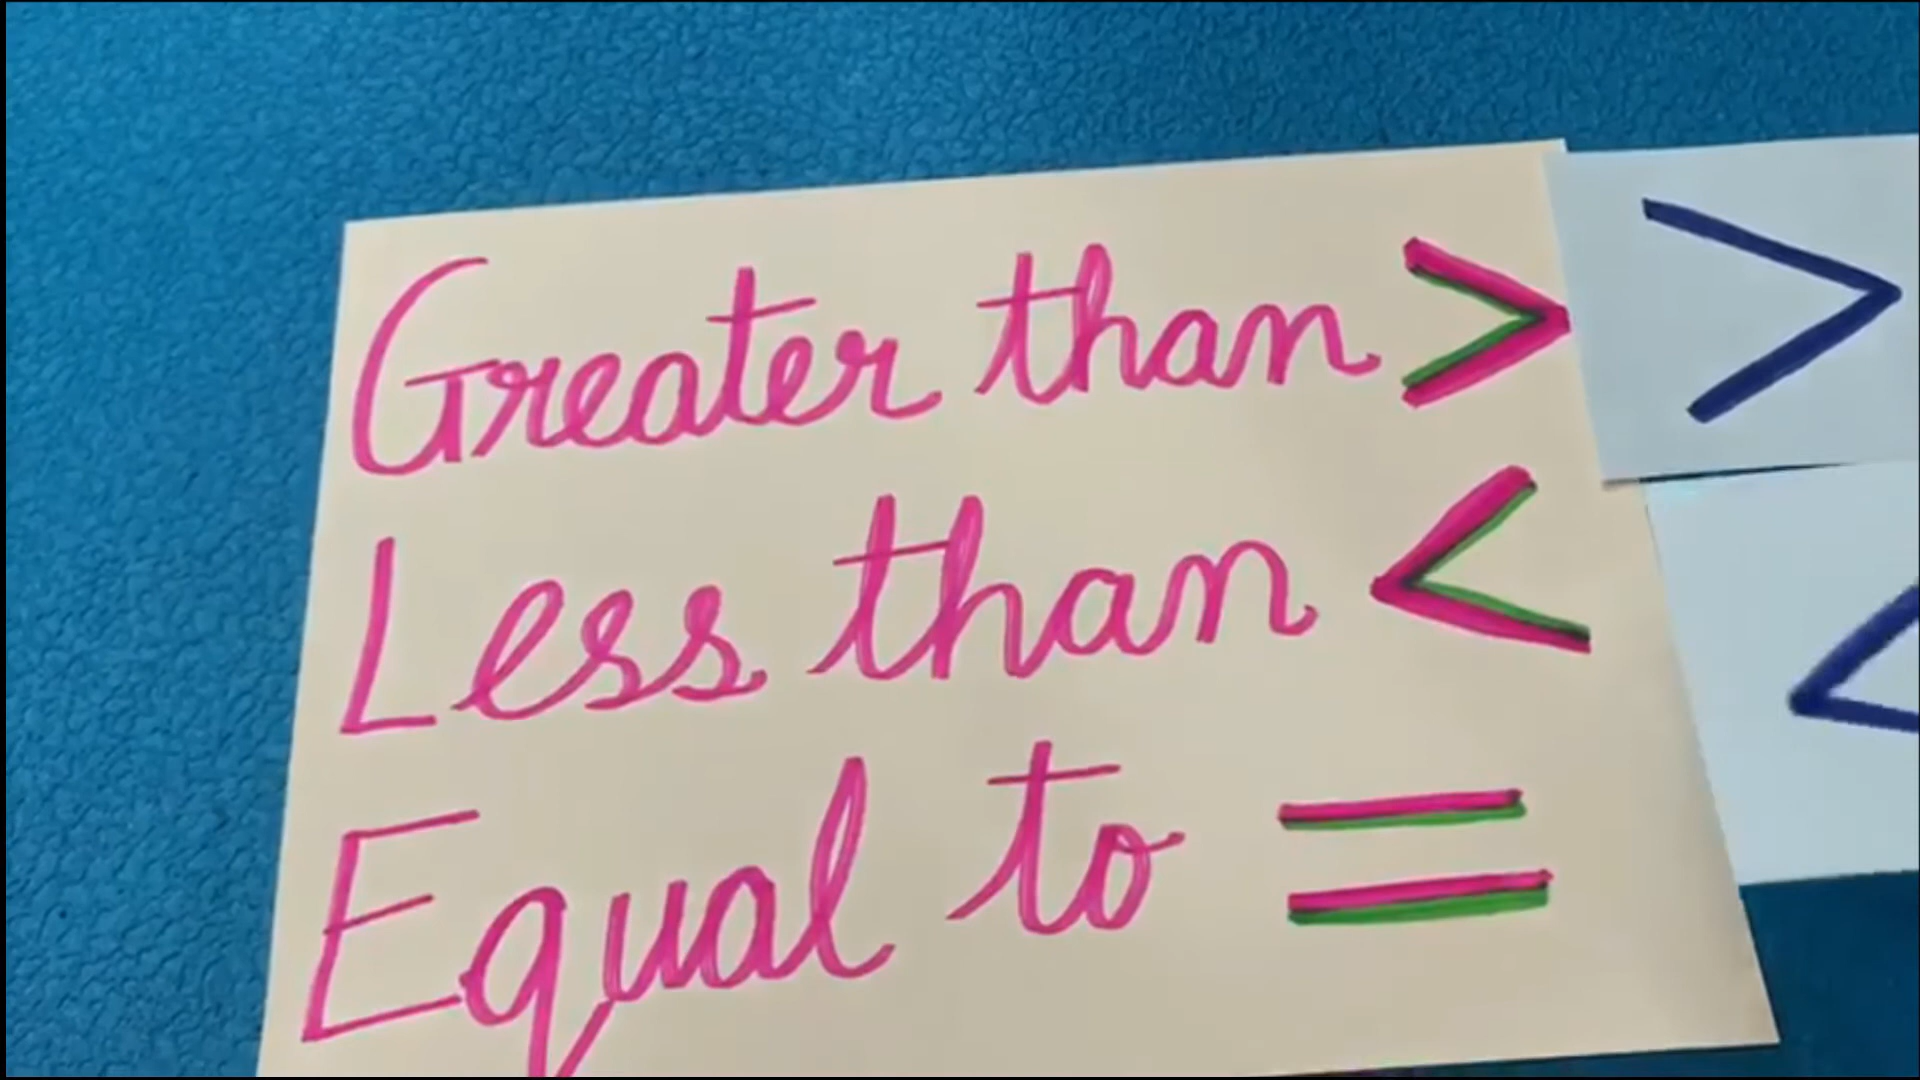 Greater than > >
Less than < <
Equal to =